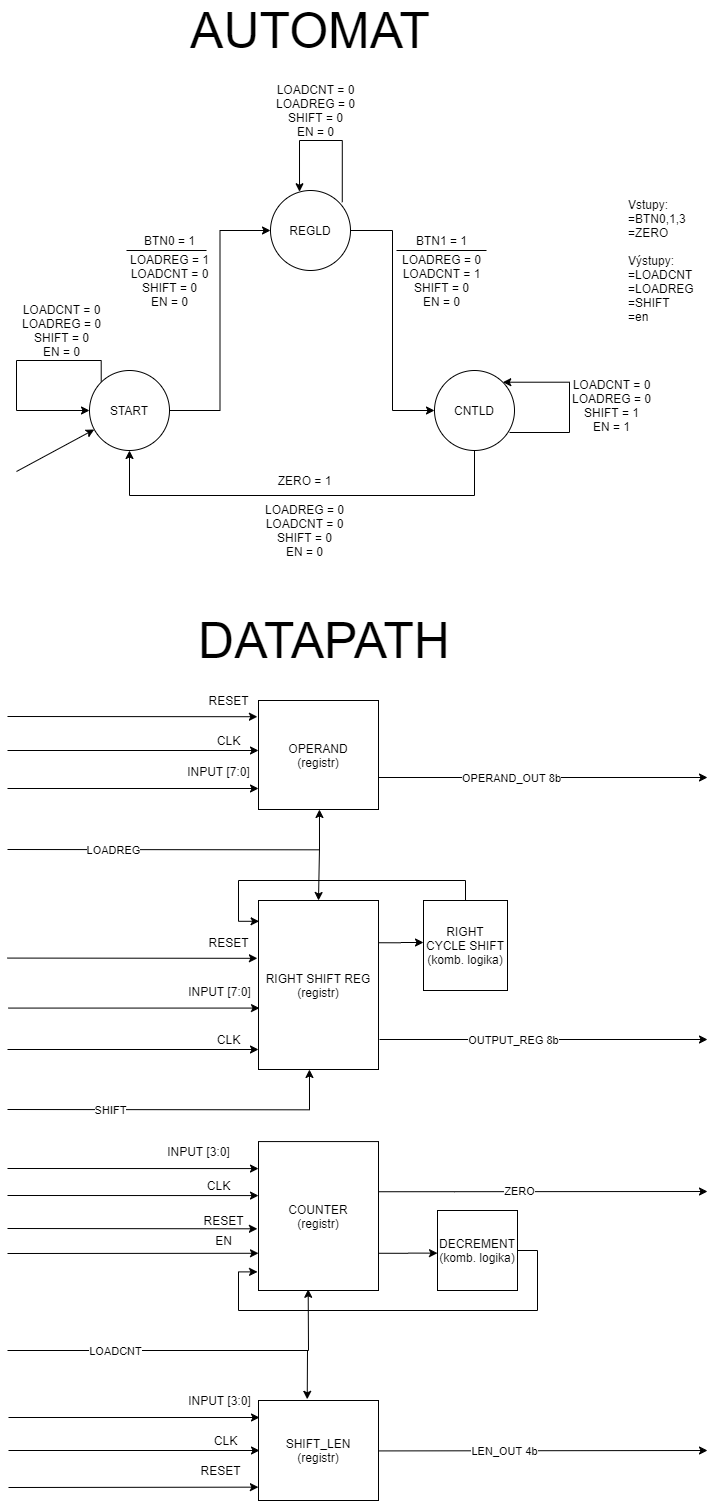 AUTOMAT
LOADCNT = 0
LOADREG = 0
SHIFT = 0
EN = 0
REGLD
BTN0 = 1
LOADREG = 1
LOADCNT = 0
SHIFT = 0
EN = 0
BTN1 = 1
LOADREG = 0
LOADCNT = 1
SHIFT = 0
EN = 0
Vstupy:
=BTN0,1,3
=ZERO
Výstupy:
=LOADCNT
=LOADREG
=SHIFT
=en
LOADCNT = 0
LOADREG = 0
SHIFT = 0
EN = 0
START
CNTLD
LOADCNT = 0
LOADREG = 0
SHIFT = 1
EN = 1
ZERO = 1
LOADREG = 0
LOADCNT = 0
SHIFT = 0
EN = 0
DATAPATH
RESET
CLK
INPUT [7:0]
OPERAND
(registr)
OPERAND_OUT 8b
LOADREG
RESET
INPUT [7:0]
CLK
RIGHT SHIFT REG
(registr)
RIGHT
CYCLE SHIFT
(komb. logika)
OUTPUT_REG 8b
SHIFT
INPUT [3:0]
CLK
RESET
EN
COUNTER
(registr)
ZERO
DECREMENT
(komb. logika)
LOADCNT
INPUT [3:0]
CLK
RESET
SHIFT_LEN
(registr)
LEN_OUT 4b